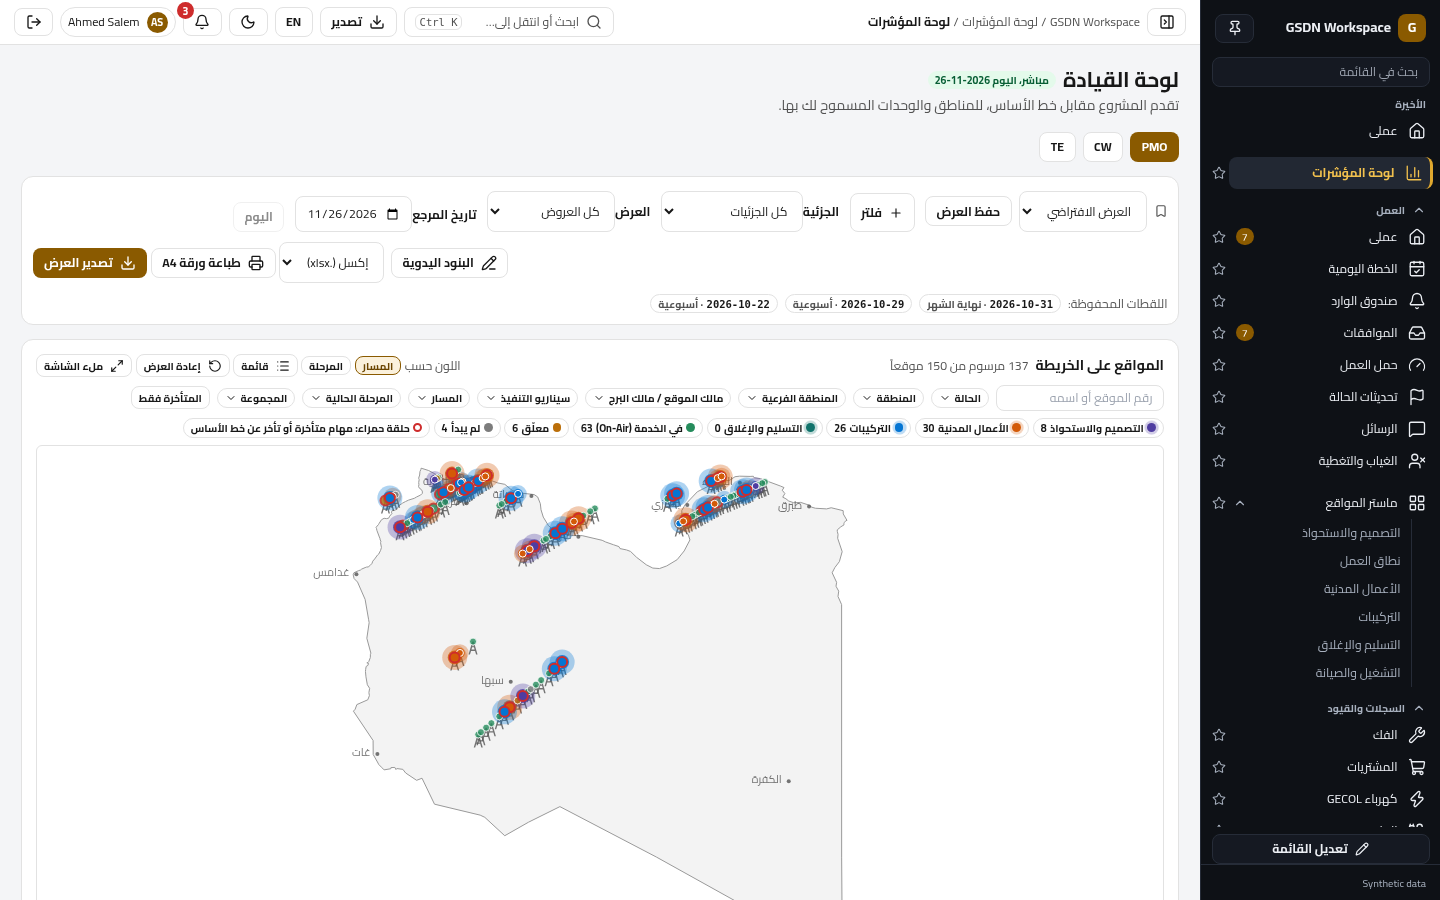 G
GSDN Workspace
بحث في القائمة
الأخيرة
عملي
لوحة المؤشرات
العمل
عملي 7
الخطة اليومية
صندوق الوارد
الموافقات 7
حمل العمل
تحديثات الحالة
الرسائل
الغياب والتغطية
ماستر المواقع
التصميم والاستحواذ
نطاق العمل
الأعمال المدنية
التركيبات
التسليم والإغلاق
التشغيل والصيانة
السجلات والقيود
الفك
المشتريات
كهرباء GECOL
تعديل القائمة
Synthetic data
GSDN Workspace / لوحة المؤشرات / لوحة المؤشرات
ابحث أو انتقل إلى... Ctrl K
تصدير
EN
3
AS Ahmed Salem
لوحة القيادة مباشر، اليوم 2026-11-26
تقدم المشروع مقابل خط الأساس، للمناطق والوحدات المسموح لك بها.
PMO CW TE
العرض الافتراضي حفظ العرض + فلتر الجزئية كل الجزئيات العرض كل العروض تاريخ المرجع 11/26/2026 اليوم
البنود اليدوية إكسل (.xlsx) طباعة ورقة A4 تصدير العرض
اللقطات المحفوظة: 2026-10-31 · نهاية الشهر 2026-10-29 · أسبوعية 2026-10-22 · أسبوعية
المواقع على الخريطة 137 مرسوم من 150 موقعاً
اللون حسب المسار المرحلة قائمة إعادة العرض ملء الشاشة
رقم الموقع أو اسمه الحالة المنطقة المنطقة الفرعية مالك الموقع / مالك البرج سيناريو التنفيذ المسار المرحلة الحالية المجموعة المتأخرة فقط
التصميم والاستحواذ 8 الأعمال المدنية 30 التركيبات 26 التسليم والإغلاق 0 في الخدمة (On-Air) 63 معلّق 6 لم يبدأ 4 حلقة حمراء: مهام متأخرة أو تأخر عن خط الأساس
طبرق
غدامس
سبها
غات
الكفرة